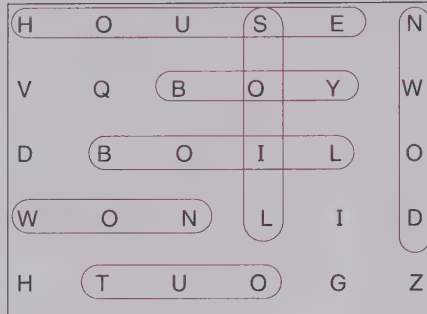 H O U S E N
V Q B O Y W
D B O I L O
W O N L I D
H T U O G Z